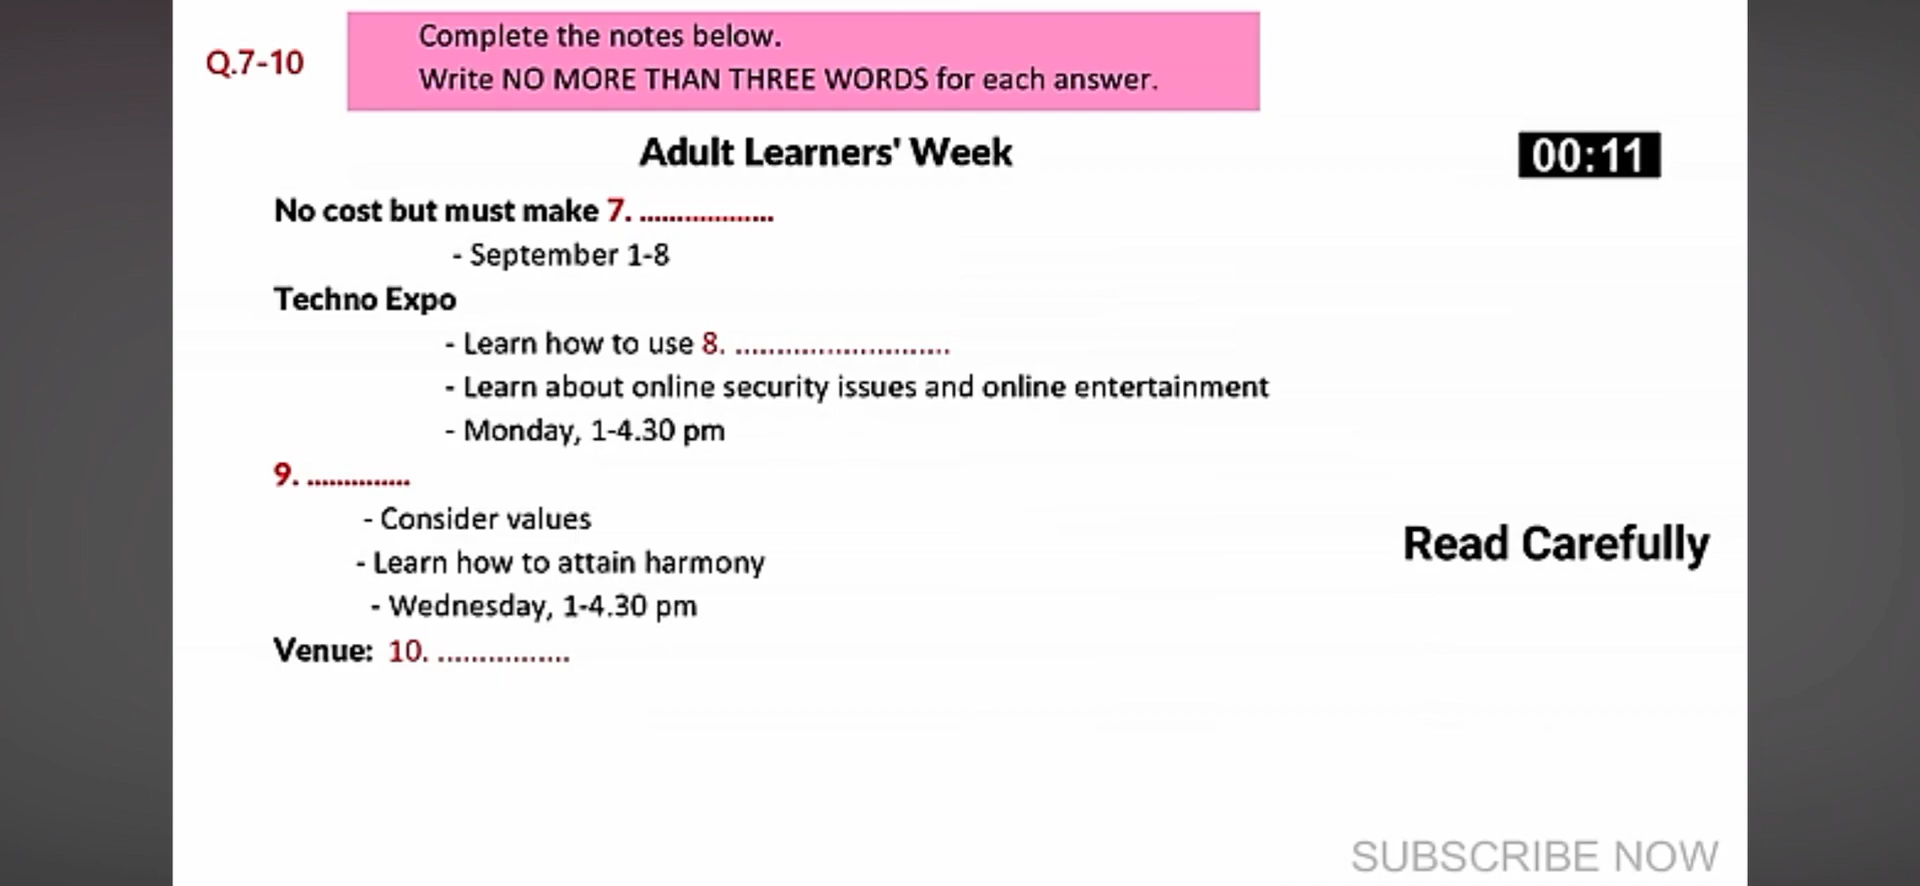 Q.7-10
Complete the notes below.
Write NO MORE THAN THREE WORDS for each answer.
Adult Learners' Week
00:11
No cost but must make 7. ..................
- September 1-8
Techno Expo
- Learn how to use 8. ..........................
- Learn about online security issues and online entertainment
- Monday, 1-4.30 pm
9. ..............
- Consider values
Read Carefully
- Learn how to attain harmony
- Wednesday, 1-4.30 pm
Venue: 10. ................
SUBSCRIBE NOW